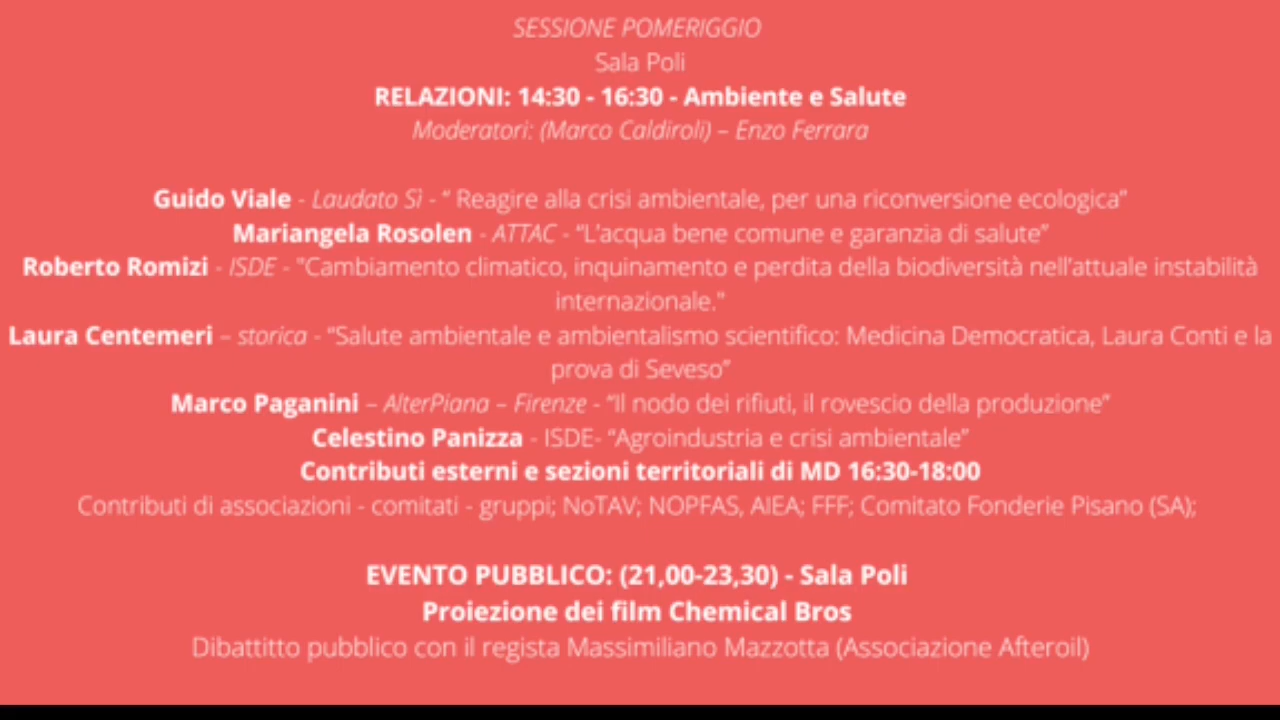 SESSIONE POMERIGGIO
Sala Poli
RELAZIONI: 14:30 - 16:30 - Ambiente e Salute
Moderatori: (Marco Caldiroli) – Enzo Ferrara
Guido Viale - Laudato Sì - “ Reagire alla crisi ambientale, per una riconversione ecologica”
Mariangela Rosolen - ATTAC - “L’acqua bene comune e garanzia di salute”
Roberto Romizi - ISDE - "Cambiamento climatico, inquinamento e perdita della biodiversità nell’attuale instabilità
internazionale."
Laura Centemeri – storica - “Salute ambientale e ambientalismo scientifico: Medicina Democratica, Laura Conti e la
prova di Seveso”
Marco Paganini – AlterPiana – Firenze - “Il nodo dei rifiuti, il rovescio della produzione”
Celestino Panizza - ISDE- “Agroindustria e crisi ambientale”
Contributi esterni e sezioni territoriali di MD 16:30-18:00
Contributi di associazioni - comitati - gruppi; NoTAV; NOPFAS, AIEA; FFF; Comitato Fonderie Pisano (SA);
EVENTO PUBBLICO: (21,00-23,30) - Sala Poli
Proiezione dei film Chemical Bros
Dibattitto pubblico con il regista Massimiliano Mazzotta (Associazione Afteroil)